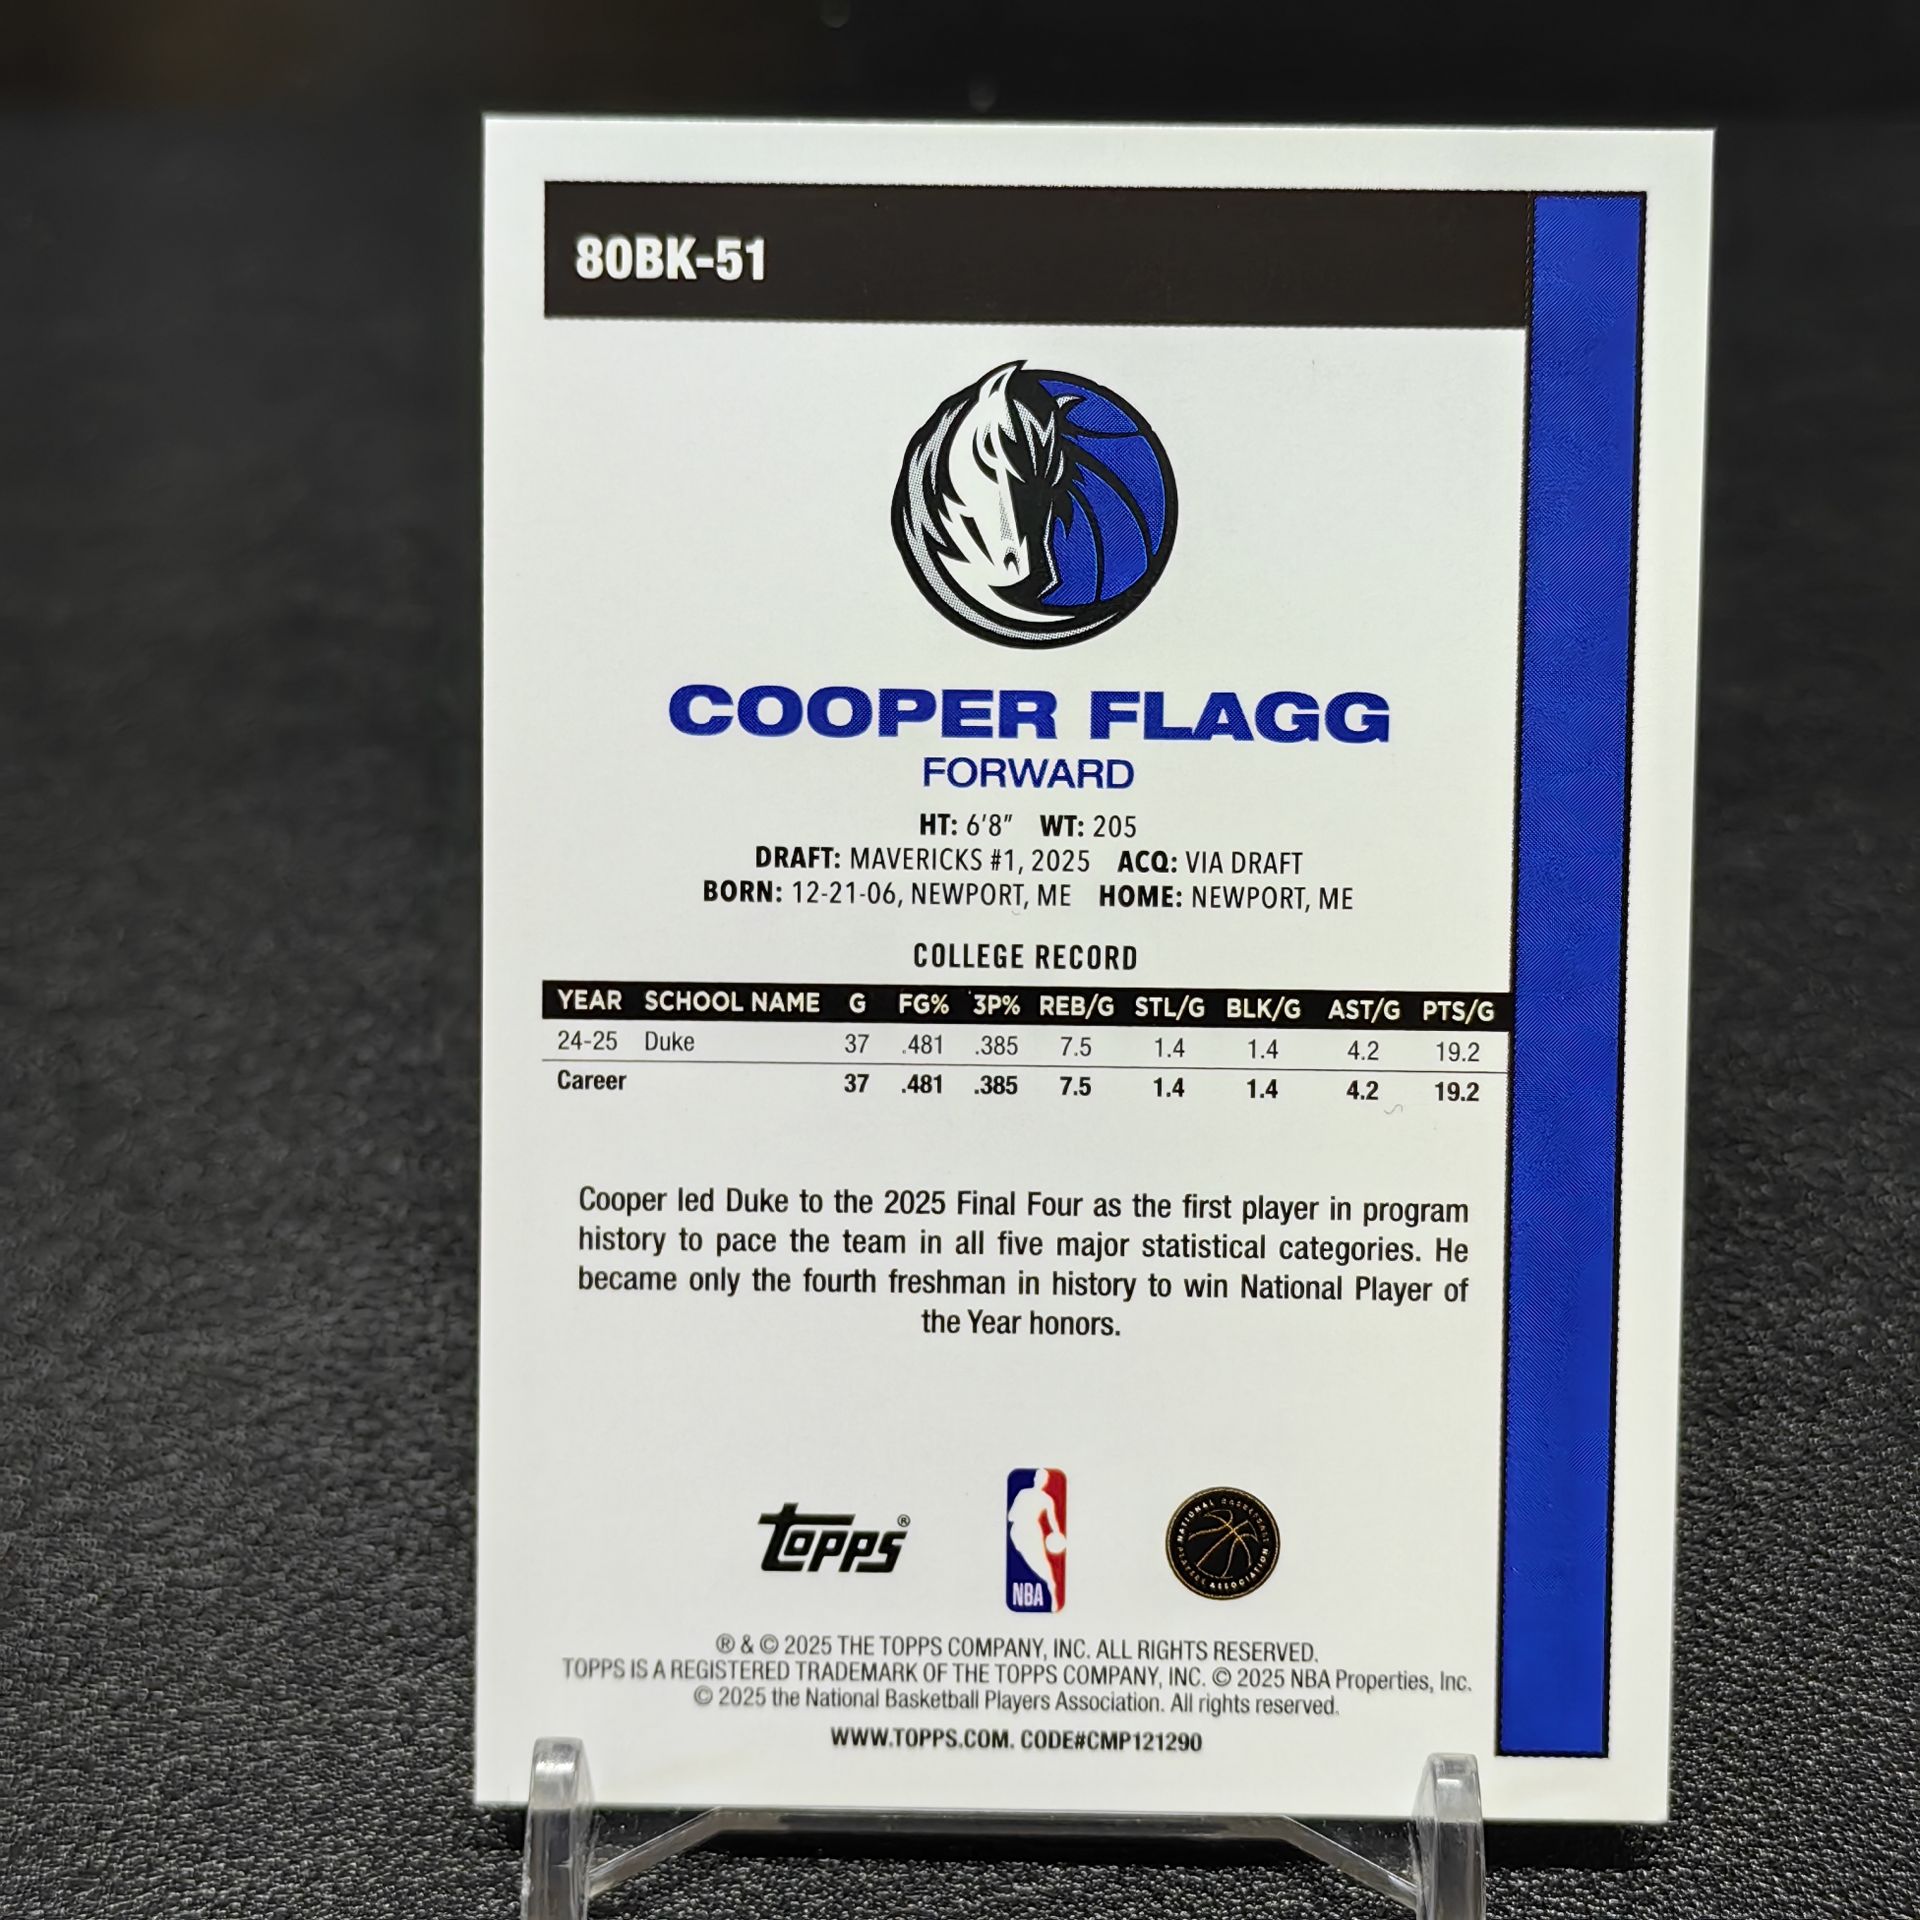 80BK-51
COOPER FLAGG
FORWARD
HT: 6'8" WT: 205
DRAFT: MAVERICKS #1, 2025 ACQ: VIA DRAFT
BORN: 12-21-06, NEWPORT, ME HOME: NEWPORT, ME
COLLEGE RECORD
YEAR SCHOOL NAME G FG% 3P% REB/G STL/G BLK/G AST/G PTS/G
24-25 Duke 37 .481 .385 7.5 1.4 1.4 4.2 19.2
Career 37 .481 .385 7.5 1.4 1.4 4.2 19.2
Cooper led Duke to the 2025 Final Four as the first player in program
history to pace the team in all five major statistical categories. He
became only the fourth freshman in history to win National Player of
the Year honors.
topps®
NBA
NATIONAL BASKETBALL PLAYERS ASSOCIATION
® & © 2025 THE TOPPS COMPANY, INC. ALL RIGHTS RESERVED.
TOPPS IS A REGISTERED TRADEMARK OF THE TOPPS COMPANY, INC. © 2025 NBA Properties, Inc.
© 2025 the National Basketball Players Association. All rights reserved.
WWW.TOPPS.COM. CODE#CMP121290